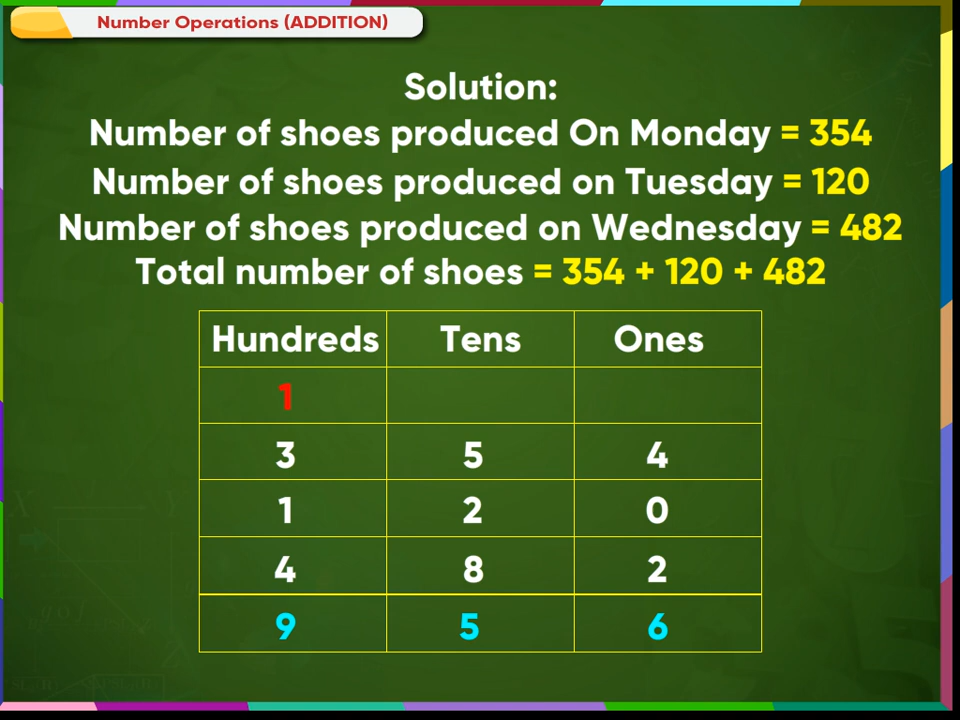 Number Operations (ADDITION)
Solution:
Number of shoes produced On Monday = 354
Number of shoes produced on Tuesday = 120
Number of shoes produced on Wednesday = 482
Total number of shoes = 354 + 120 + 482
Hundreds Tens Ones
1
3 5 4
1 2 0
4 8 2
9 5 6